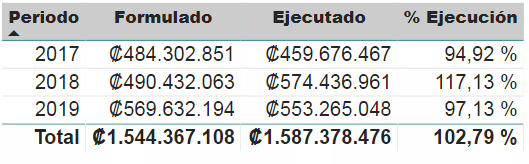 Periodo Formulado Ejecutado % Ejecución
2017 ₡484.302.851 ₡459.676.467 94,92 %
2018 ₡490.432.063 ₡574.436.961 117,13 %
2019 ₡569.632.194 ₡553.265.048 97,13 %
Total ₡1.544.367.108 ₡1.587.378.476 102,79 %